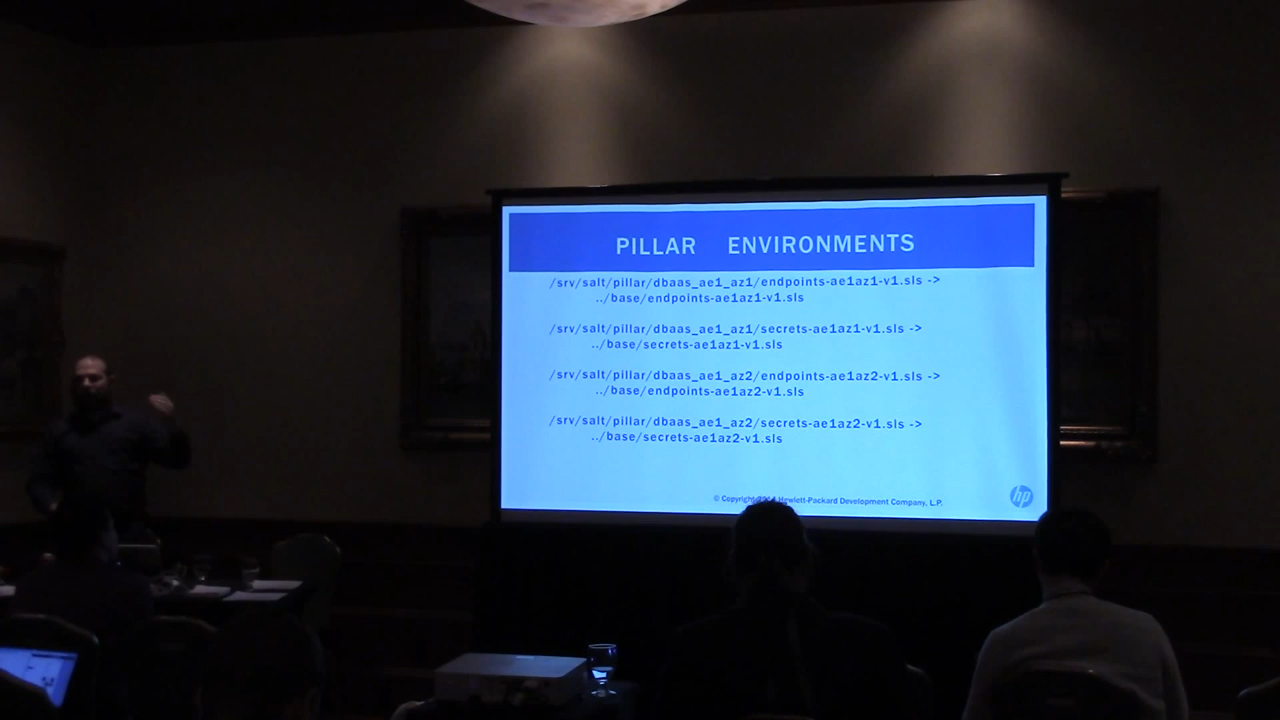 PILLAR ENVIRONMENTS
/srv/salt/pillar/dbaas_ae1_az1/endpoints-ae1az1-v1.sls ->
../base/endpoints-ae1az1-v1.sls
/srv/salt/pillar/dbaas_ae1_az1/secrets-ae1az1-v1.sls ->
../base/secrets-ae1az1-v1.sls
/srv/salt/pillar/dbaas_ae1_az2/endpoints-ae1az2-v1.sls ->
../base/endpoints-ae1az2-v1.sls
/srv/salt/pillar/dbaas_ae1_az2/secrets-ae1az2-v1.sls ->
../base/secrets-ae1az2-v1.sls
© Copyright Hewlett-Packard Development Company, L.P.
hp